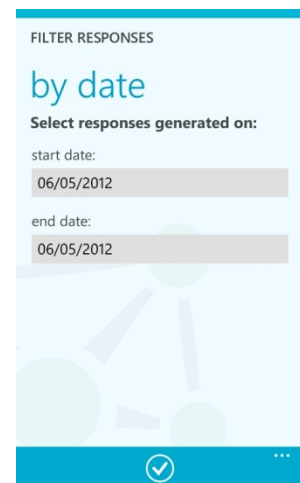 FILTER RESPONSES
by date
Select responses generated on:
start date:
06/05/2012
end date:
06/05/2012
...